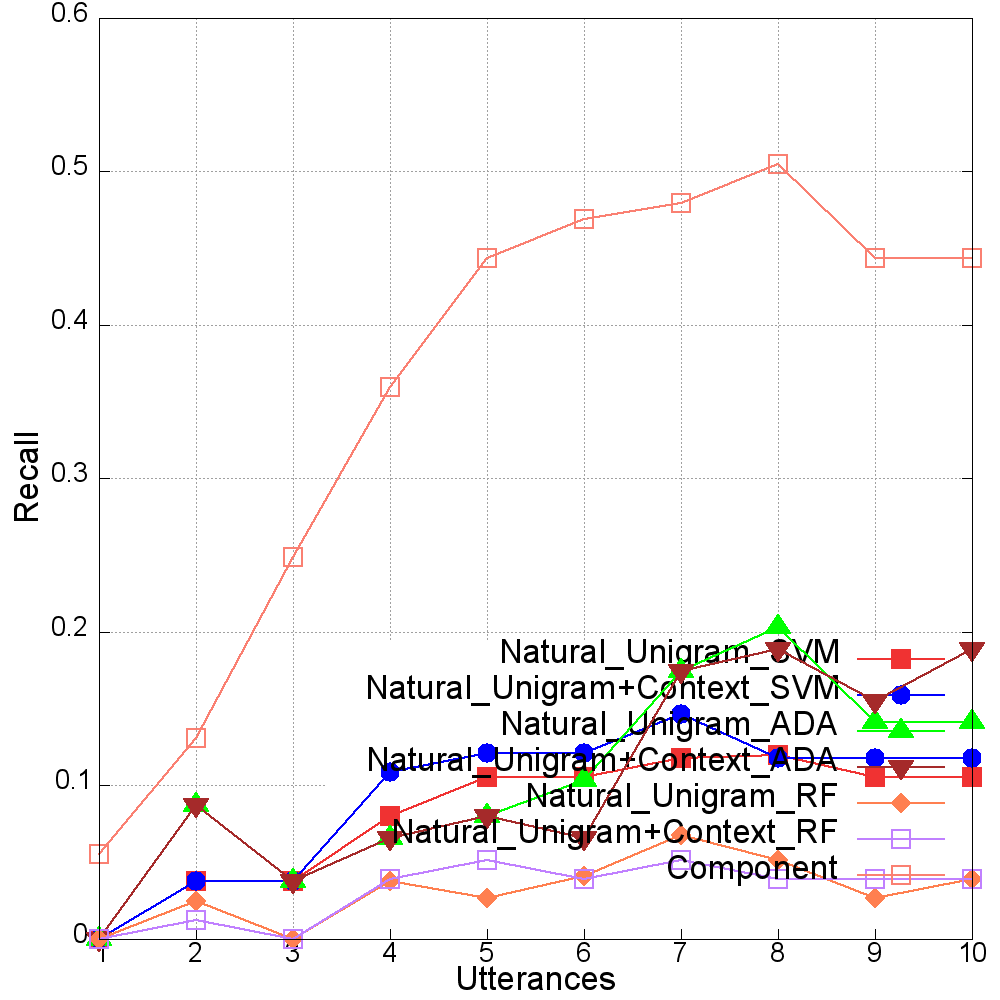 0.6
0.5
0.4
0.3
0.2
0.1
0
Recall
Natural_Unigram_SVM
Natural_Unigram+Context_SVM
Natural_Unigram_ADA
Natural_Unigram+Context_ADA
Natural_Unigram_RF
Natural_Unigram+Context_RF
Component
1 2 3 4 5 6 7 8 9 10
Utterances